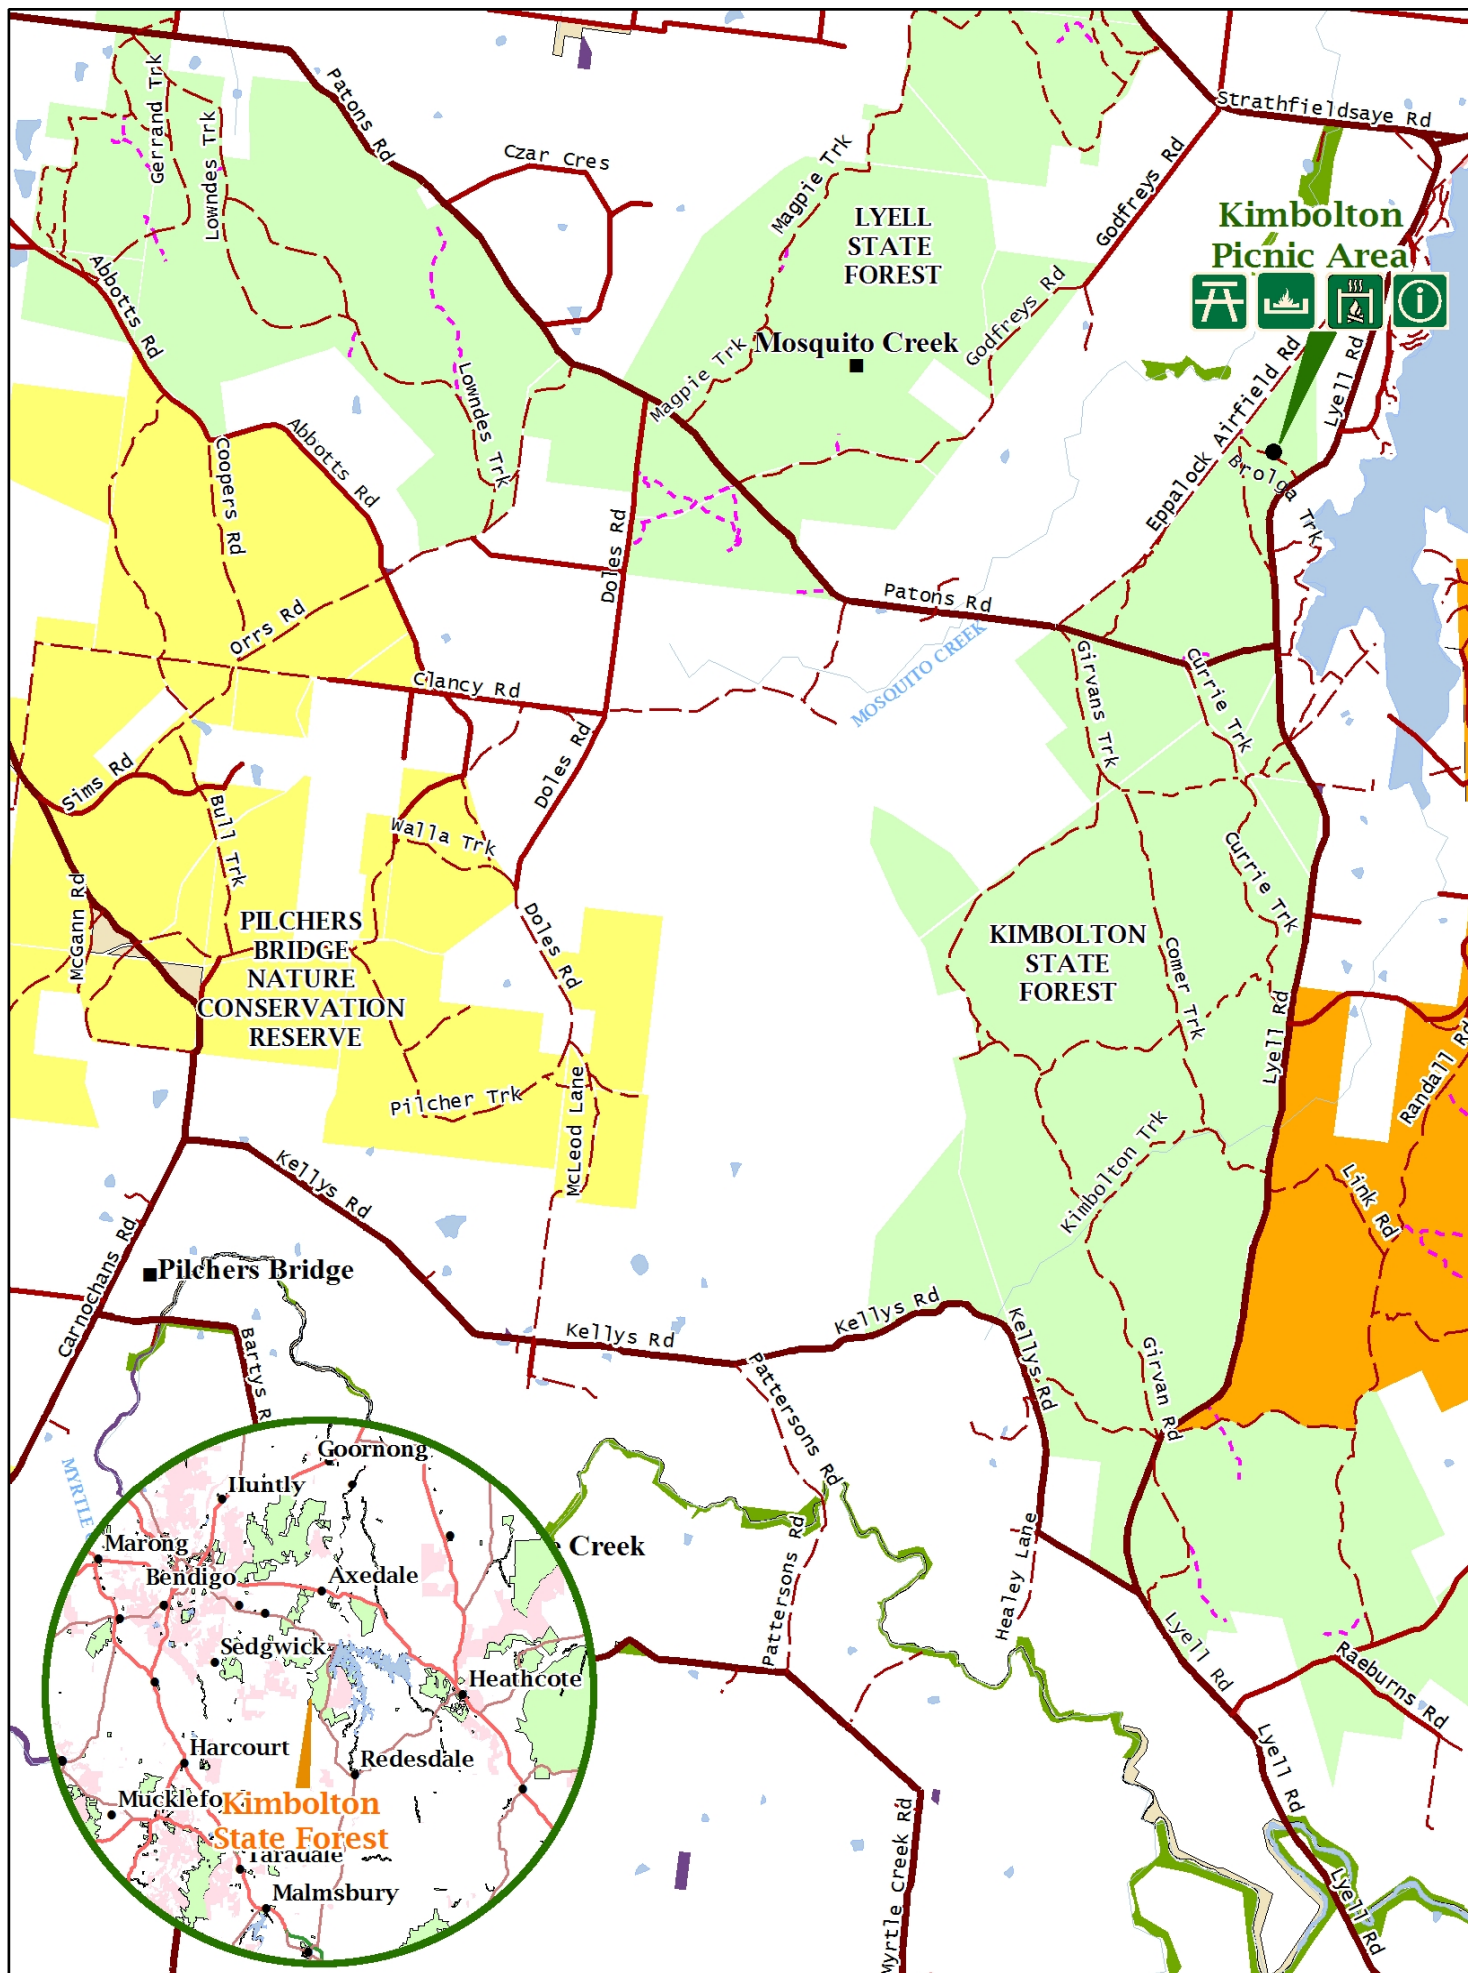 Patons Rd
Gerrand Trk
Lowndes Trk
Czar Cres
Strathfieldsaye Rd
Magpie Trk
Godfreys Rd
LYELL
STATE
FOREST
Kimbolton
Picnic Area
Abbotts Rd
Godfreys Rd
Mosquito Creek
Magpie Trk
Lowndes Trk
Eppalock Airfield Rd
Lyell Rd
Abbotts Rd
Coopers Rd
Brolga Trk
Doles Rd
Patons Rd
Orrs Rd
MOSQUITO CREEK
Girvans Trk
Currie Trk
Clancy Rd
Doles Rd
Sims Rd
Bull Trk
Walla Trk
Currie Trk
McGann Rd
PILCHERS
BRIDGE
NATURE
CONSERVATION
RESERVE
Doles Rd
KIMBOLTON
STATE
FOREST
Comer Trk
Lyell Rd
Randall Rd
Pilcher Trk
McLeod Lane
Kimbolton Trk
Link Rd
Kellys Rd
Carnochans Rd
Pilchers Bridge
Kellys Rd
Kellys Rd
Kellys Rd
Bartys R
Pattersons Rd
Girvan Rd
MYRTLE
Goornong
Huntly
Marong
Bendigo
Axedale
Creek
Pattersons Rd
Healey Lane
Sedgwick
Heathcote
Lyell Rd
Raeburns Rd
Harcourt
Redesdale
Lyell Rd
Mucklefo
Kimbolton
State Forest
Taradale
Malmsbury
Myrtle Creek Rd
Lyell Rd